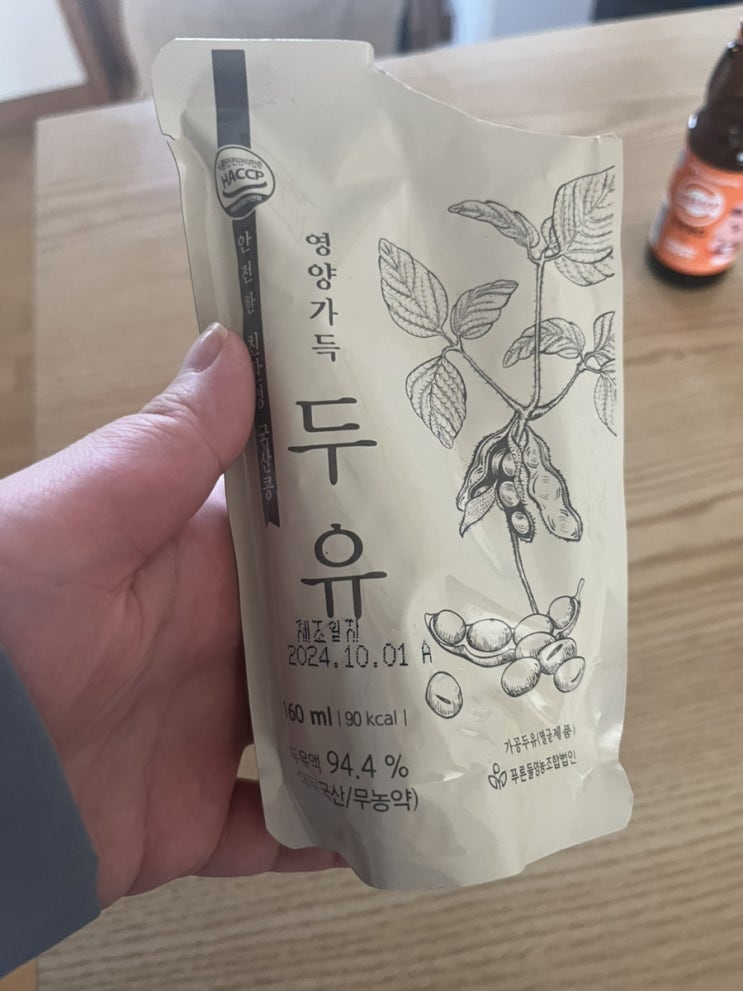 HACCP
안전한 친환경 국산콩
영양가득
두유
제조일자
2024.10.01 A
160 ml | 90 kcal |
두유액 94.4 %
국산/무농약)
가공두유(멸균제품)
푸른들영농조합법인